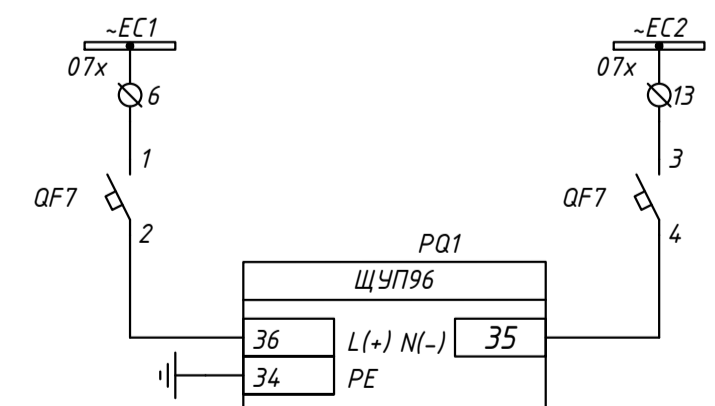 ~EC1 ~EC2
07x 07x
6 13
1 3
QF7 QF7
2 4
PQ1
ЩУП96
36 L(+) N(-) 35
34 PE